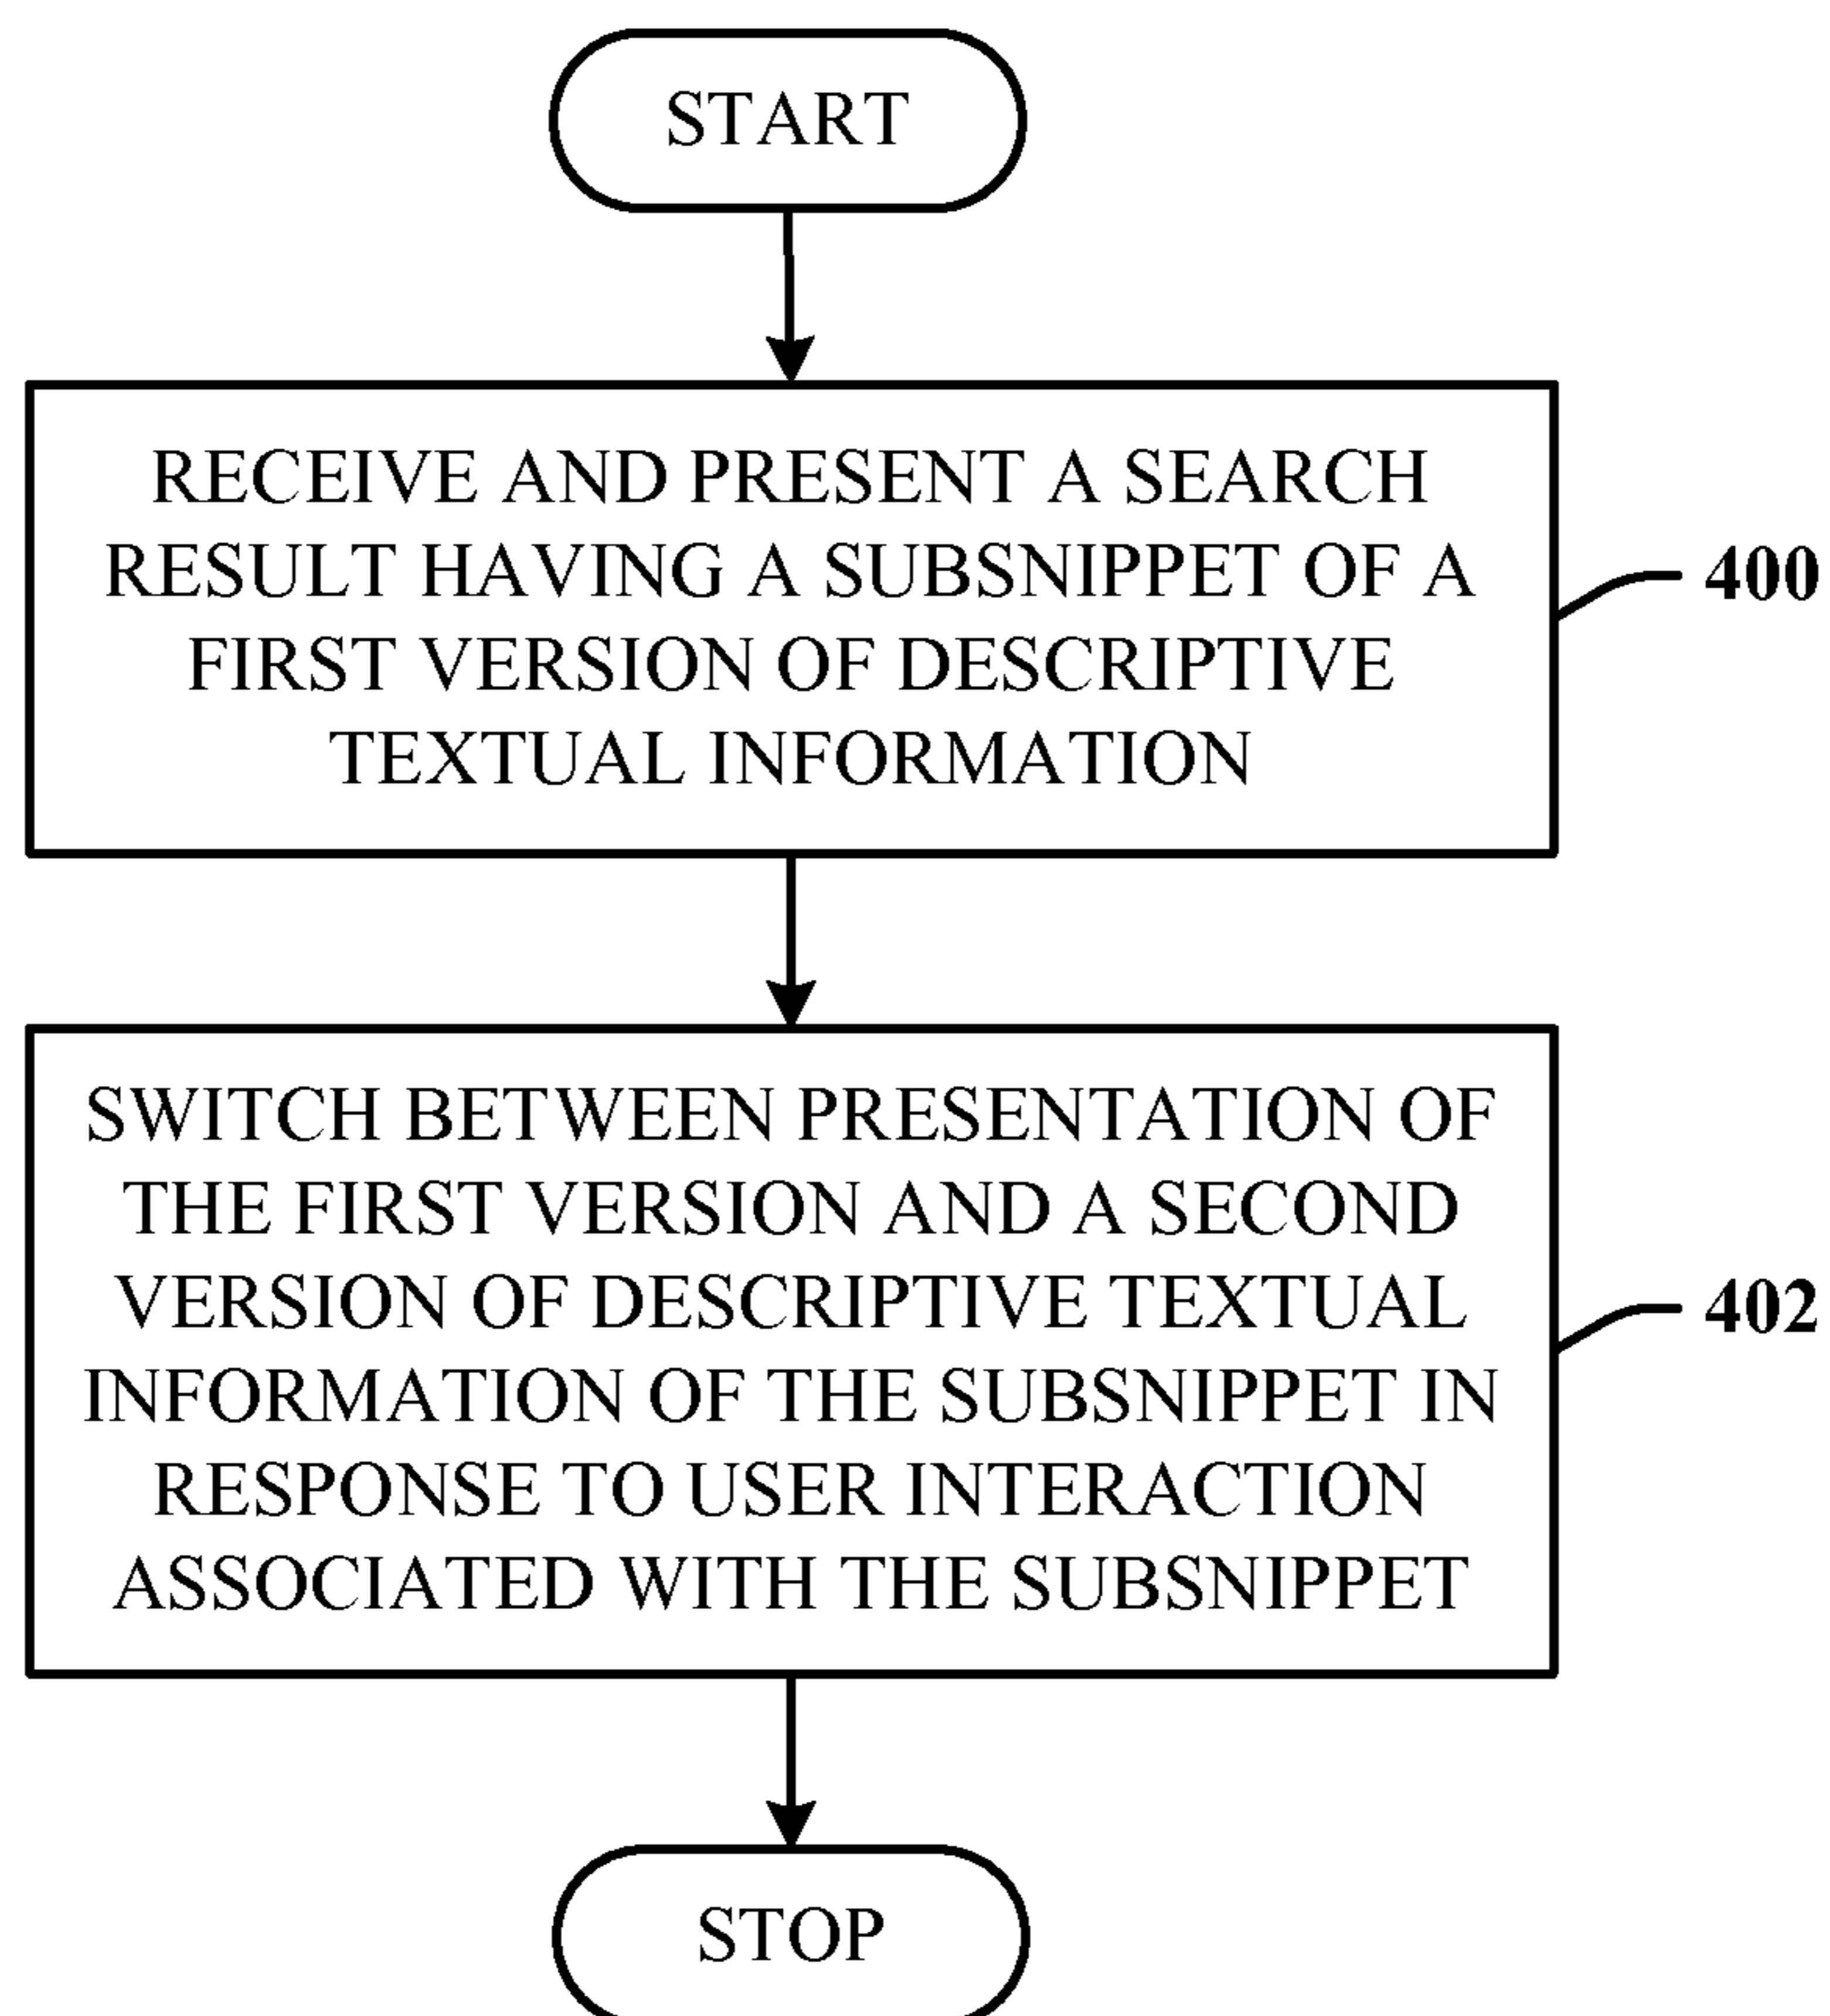 START
RECEIVE AND PRESENT A SEARCH
RESULT HAVING A SUBSNIPPET OF A
FIRST VERSION OF DESCRIPTIVE
TEXTUAL INFORMATION
400
SWITCH BETWEEN PRESENTATION OF
THE FIRST VERSION AND A SECOND
VERSION OF DESCRIPTIVE TEXTUAL
INFORMATION OF THE SUBSNIPPET IN
RESPONSE TO USER INTERACTION
ASSOCIATED WITH THE SUBSNIPPET
402
STOP